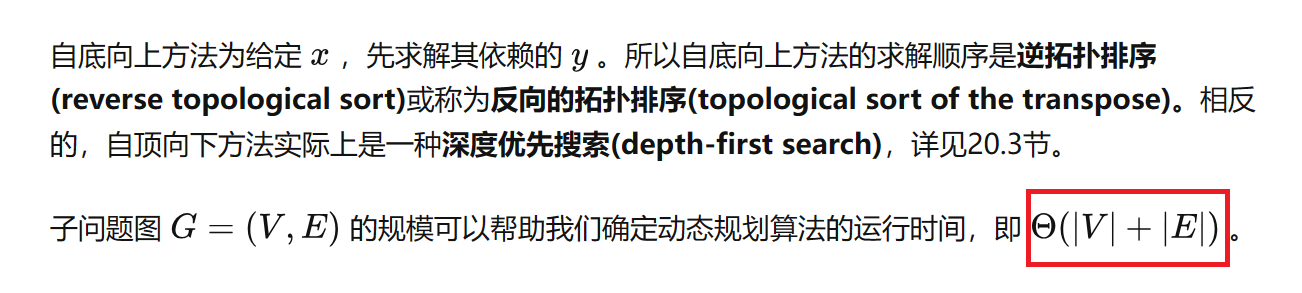 自底向上方法为给定 x ，先求解其依赖的 y 。所以自底向上方法的求解顺序是逆拓扑排序
(reverse topological sort)或称为反向的拓扑排序(topological sort of the transpose)。相反
的，自顶向下方法实际上是一种深度优先搜索(depth-first search)，详见20.3节。
子问题图 G = (V, E) 的规模可以帮助我们确定动态规划算法的运行时间，即 Θ(|V| + |E|) 。